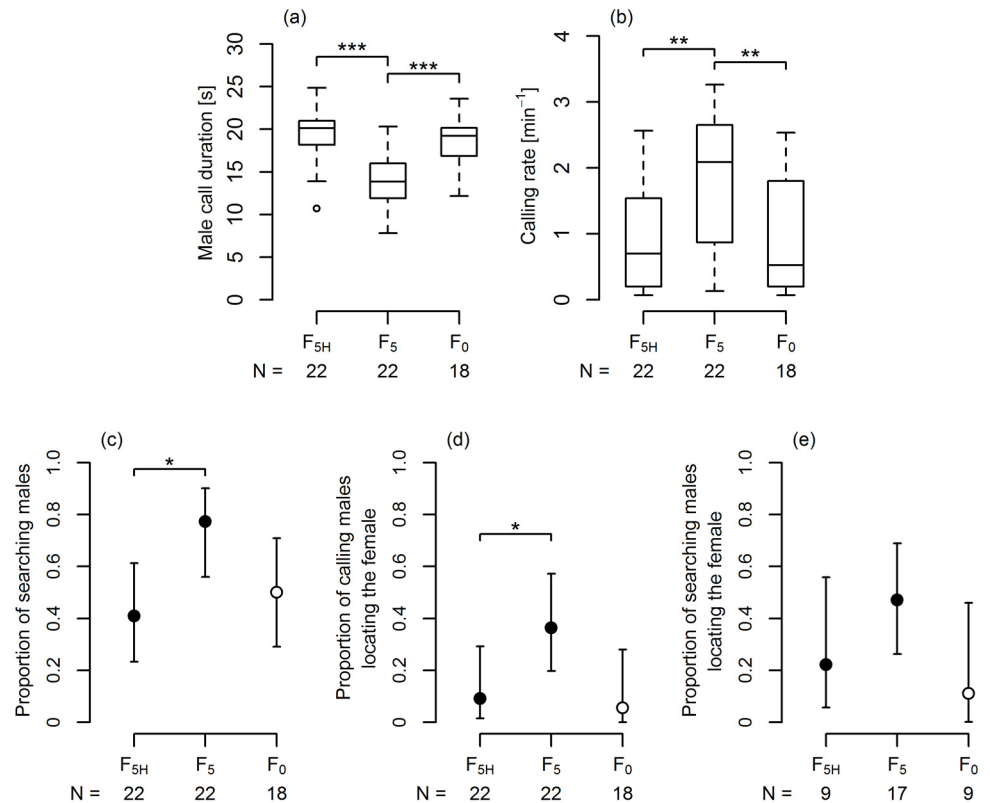 (a)
Male call duration [s]
30
25
20
15
10
5
0
***
***
F5H F5 F0
N = 22 22 18
(b)
Calling rate [min−1]
4
3
2
1
0
**
**
F5H F5 F0
22 22 18
(c)
Proportion of searching males
1.0
0.8
0.6
0.4
0.2
0
*
F5H F5 F0
N = 22 22 18
(d)
Proportion of calling males
locating the female
1.0
0.8
0.6
0.4
0.2
0
*
F5H F5 F0
N = 22 22 18
(e)
Proportion of searching males
locating the female
1.0
0.8
0.6
0.4
0.2
0
F5H F5 F0
N = 9 17 9